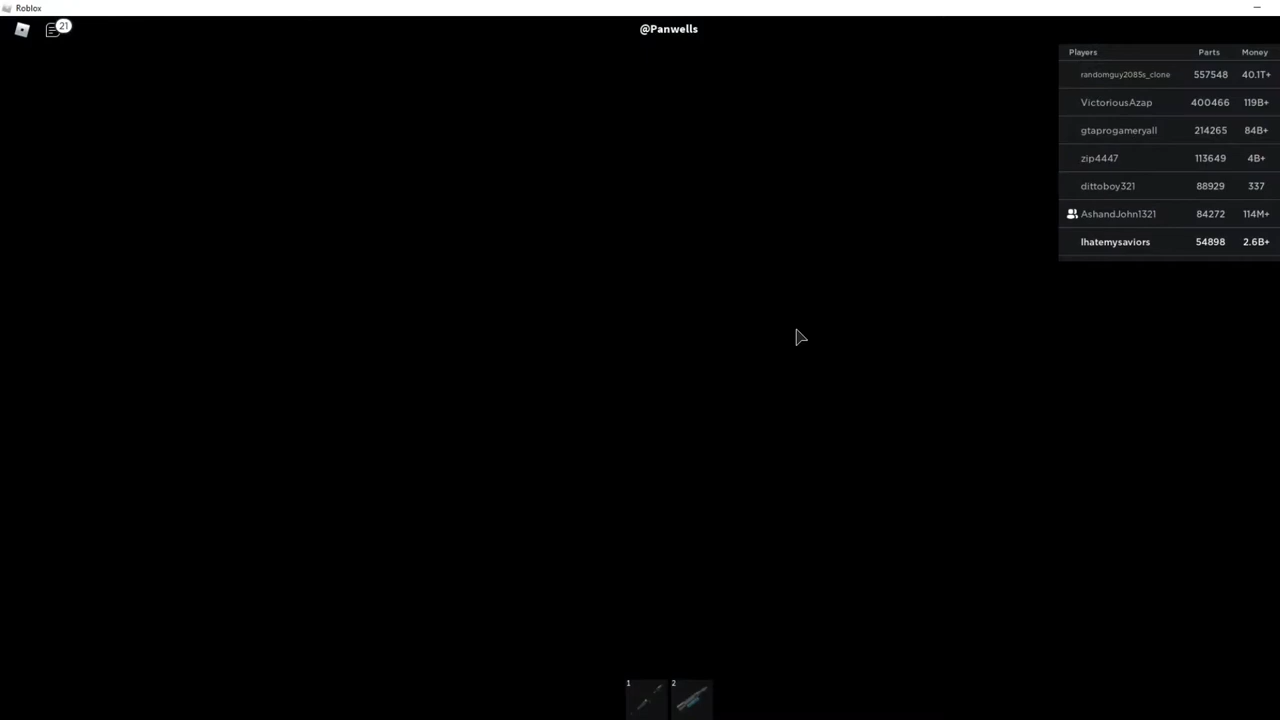 Roblox
21
@Panwells
Players Parts Money
randomguy2085s_clone 557548 40.1T+
VictoriousAzap 400466 119B+
gtaprogameryall 214265 84B+
zip4447 113649 4B+
dittoboy321 88929 337
AshandJohn1321 84272 114M+
Ihatemysaviors 54898 2.6B+
1 2